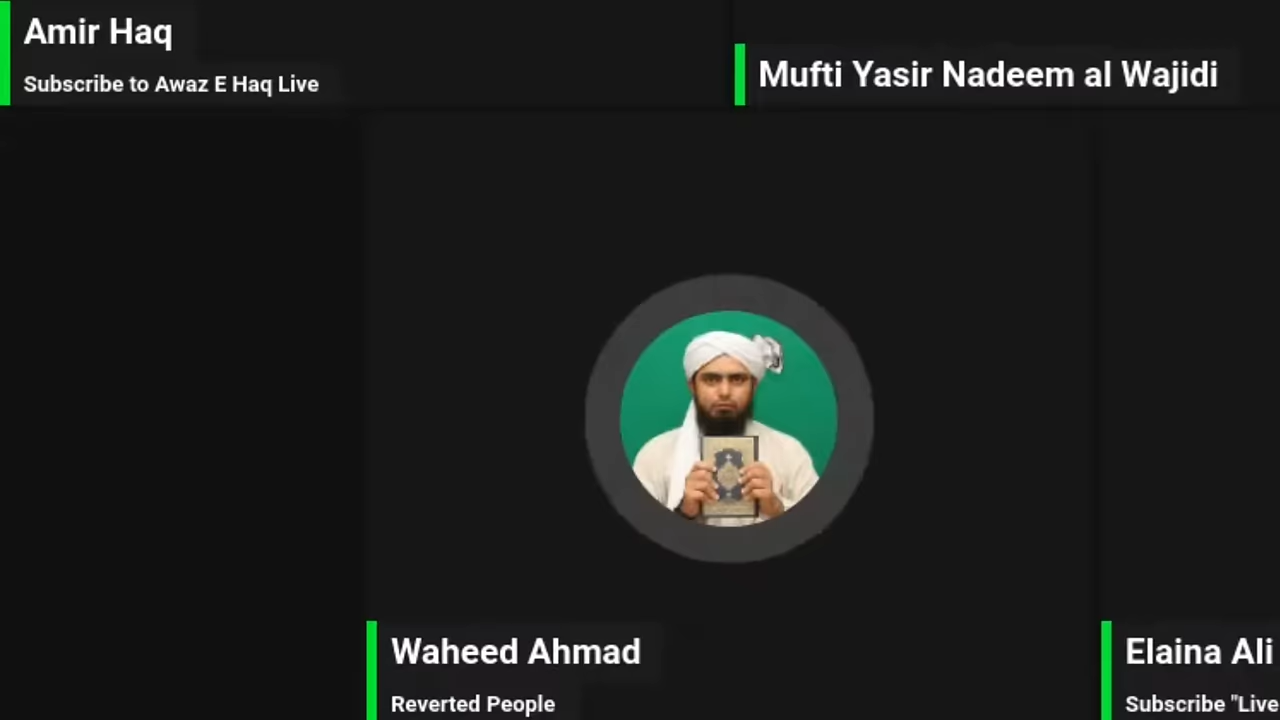 Amir Haq
Subscribe to Awaz E Haq Live
Mufti Yasir Nadeem al Wajidi
Waheed Ahmad
Reverted People
Elaina Ali
Subscribe "Live